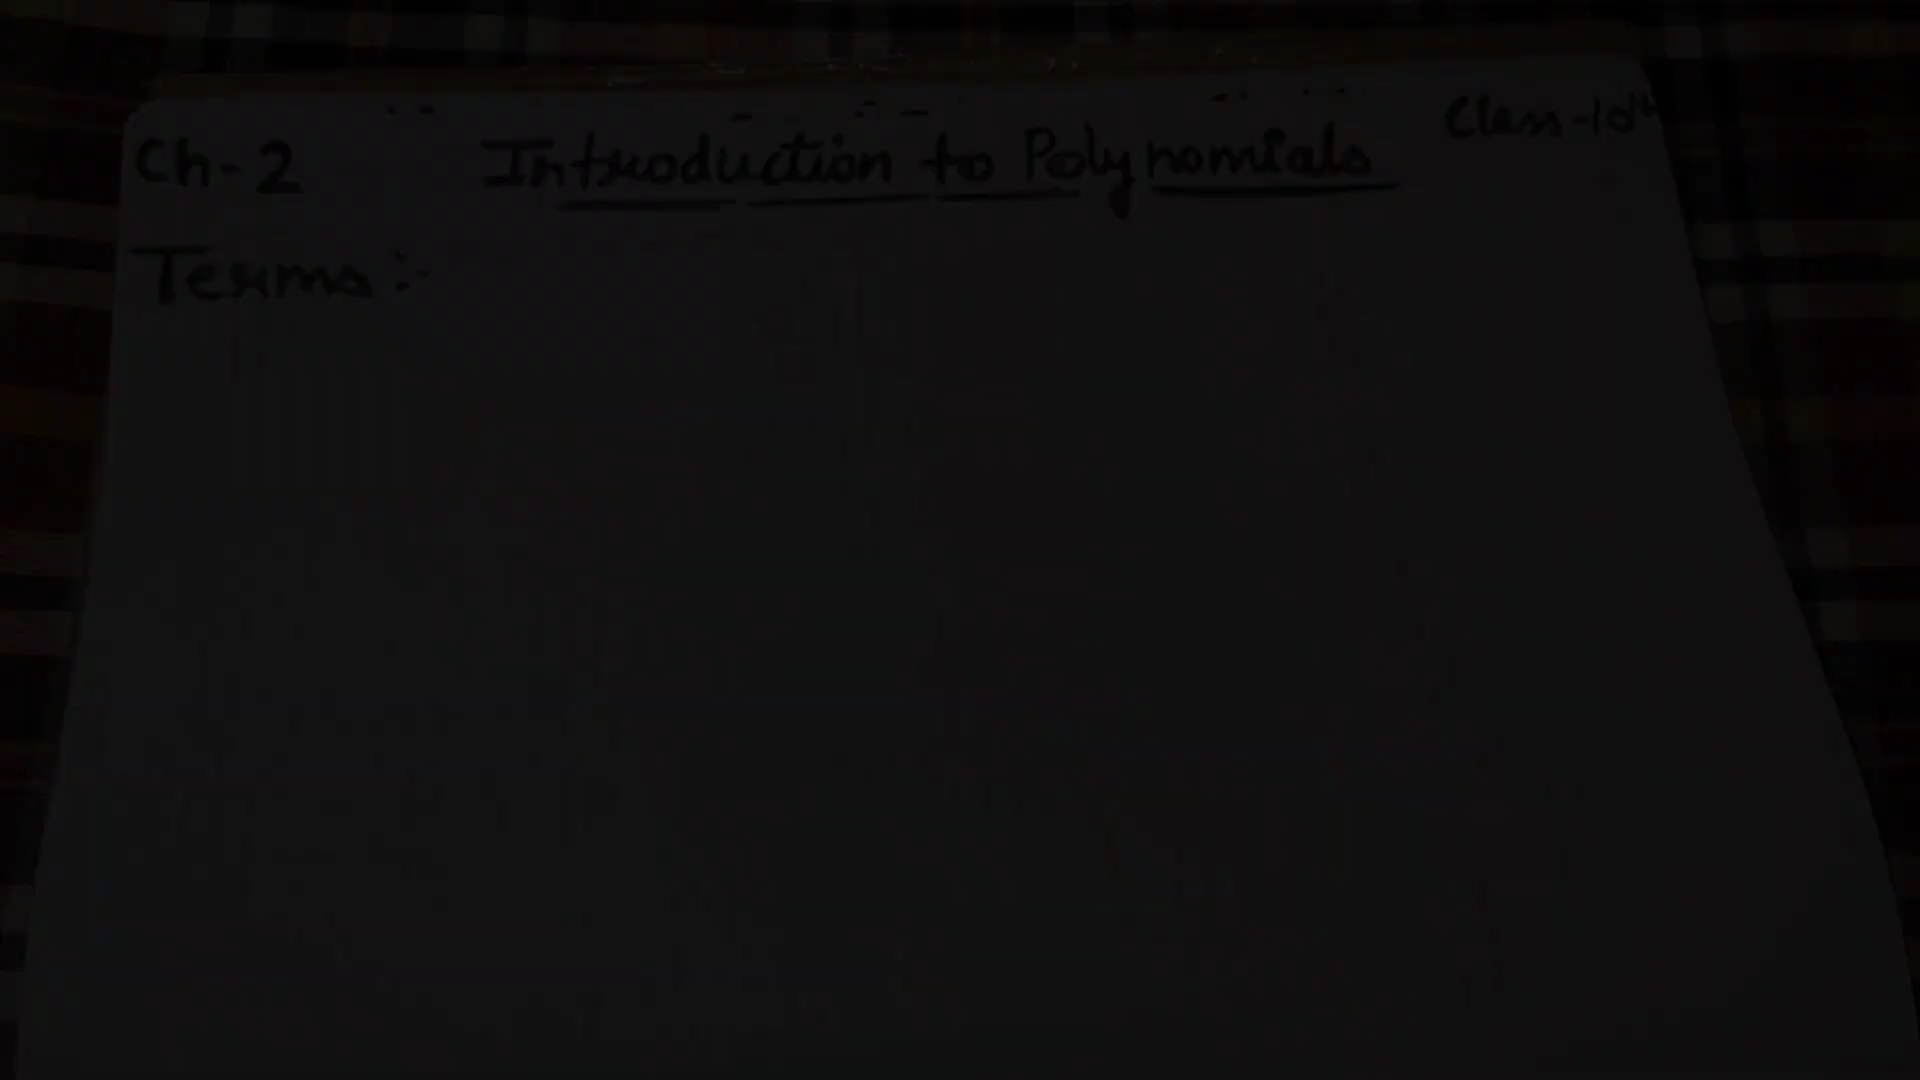 Class-10th
Ch-2 Introduction to Polynomials
Terms:-